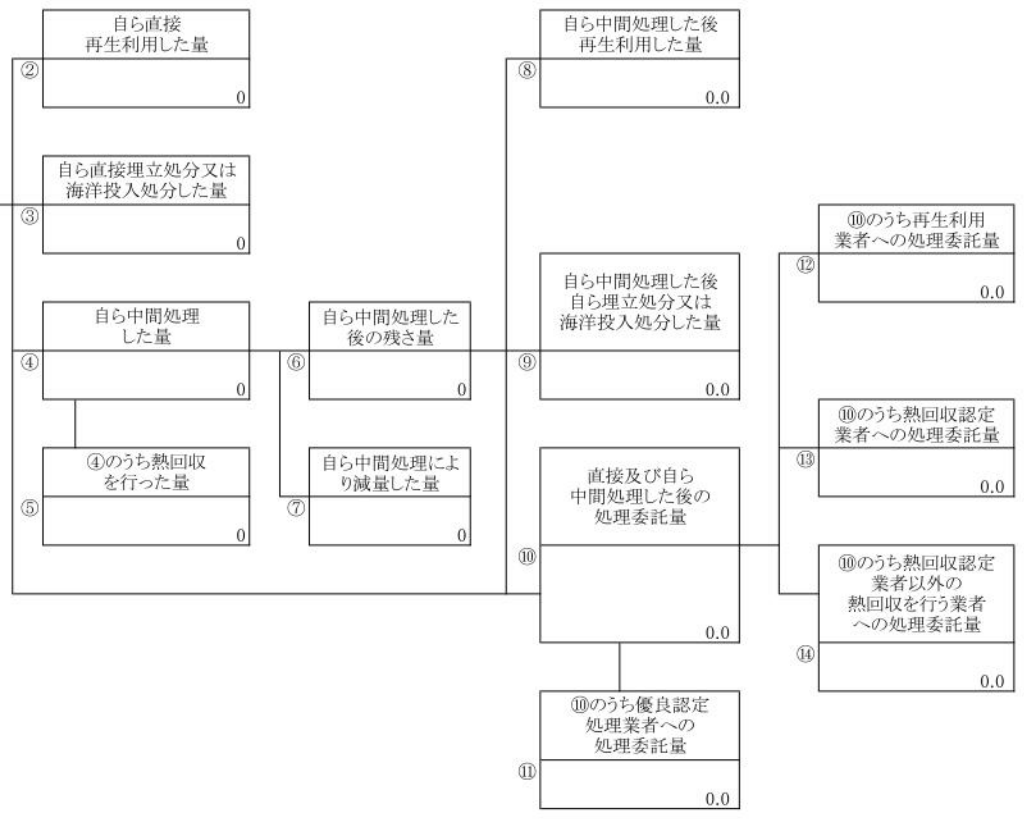 自ら直接
再生利用した量
②
0
自ら直接埋立処分又は
海洋投入処分した量
③
0
自ら中間処理
した量
④
0
④のうち熱回収
を行った量
⑤
0
自ら中間処理した
後の残さ量
⑥
0
自ら中間処理によ
り減量した量
⑦
0
自ら中間処理した後
再生利用した量
⑧
0.0
自ら中間処理した後
自ら埋立処分又は
海洋投入処分した量
⑨
0.0
直接及び自ら
中間処理した後の
処理委託量
⑩
0.0
⑩のうち優良認定
処理業者への
処理委託量
⑪
0.0
⑩のうち再生利用
業者への処理委託量
⑫
0.0
⑩のうち熱回収認定
業者への処理委託量
⑬
0.0
⑩のうち熱回収認定
業者以外の
熱回収を行う業者
への処理委託量
⑭
0.0